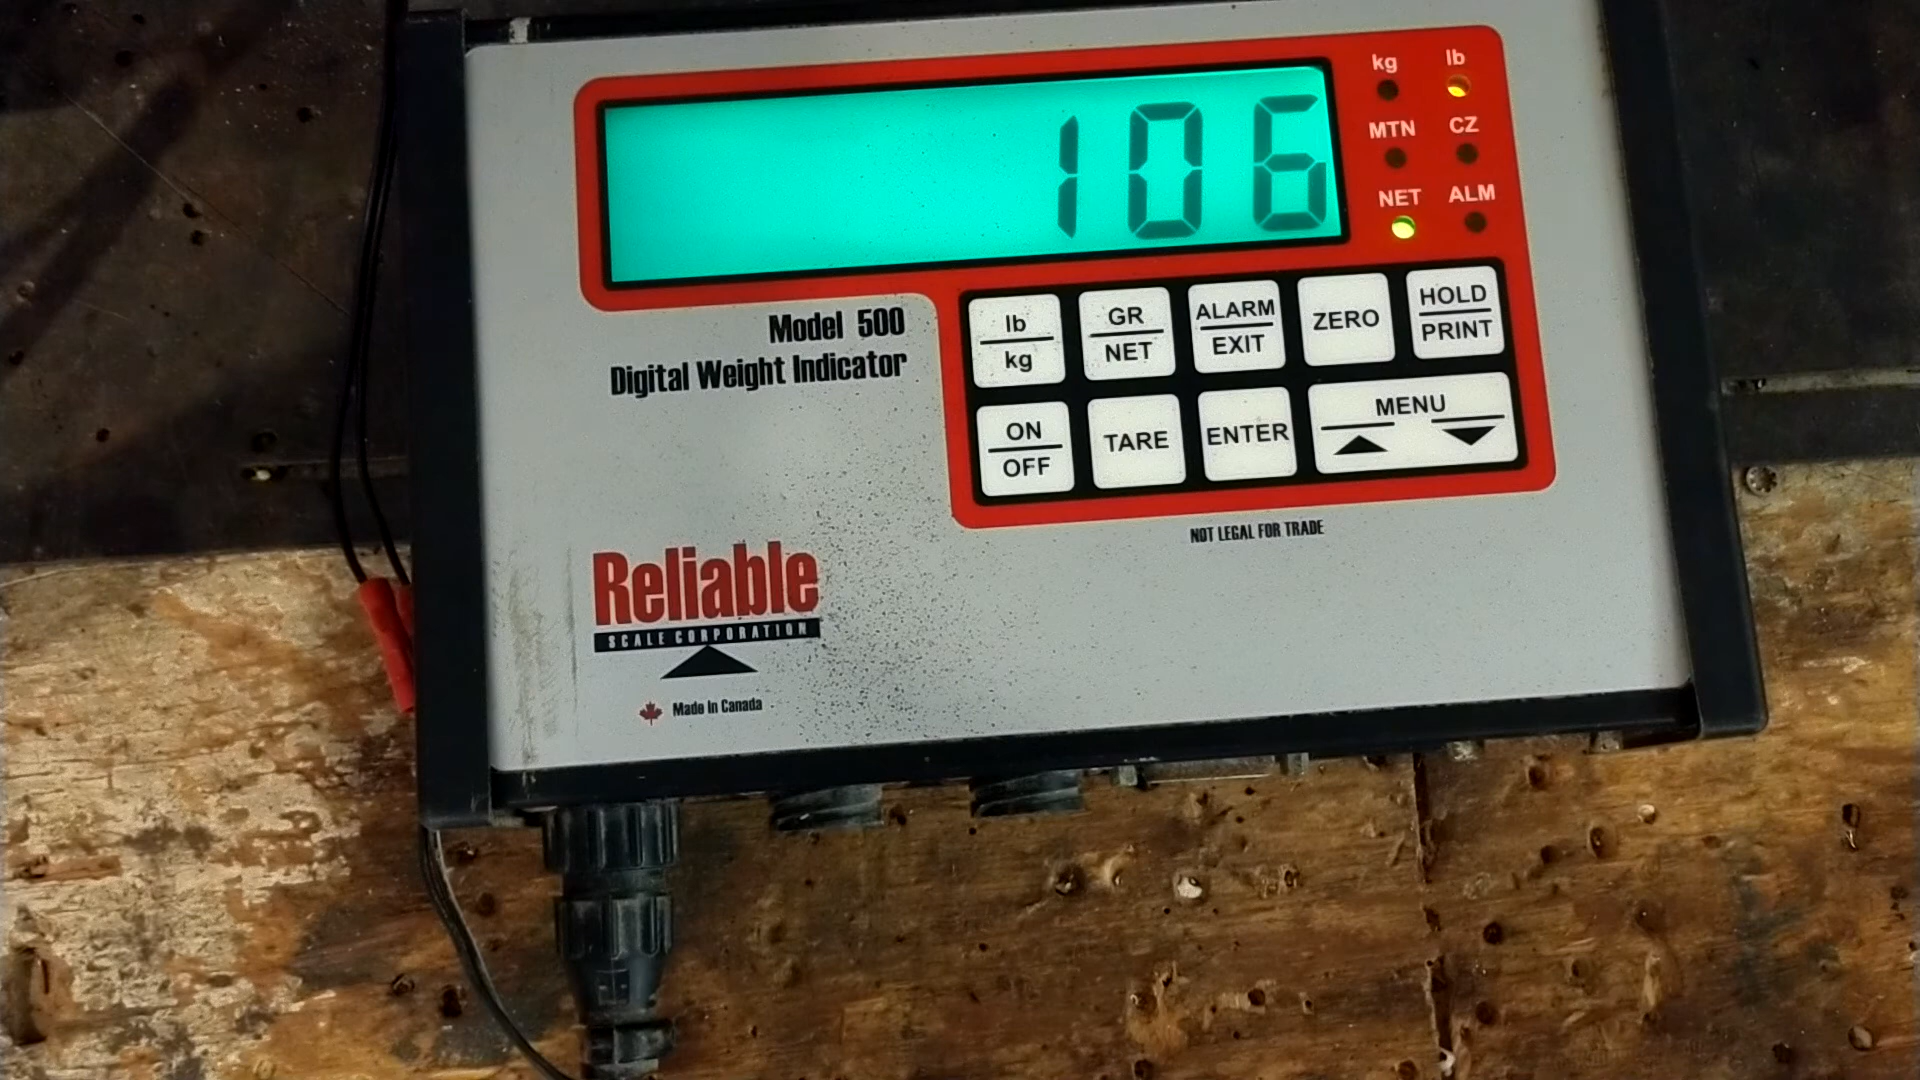 106
kg lb
MTN CZ
NET ALM
Model 500
Digital Weight Indicator
lb
kg
GR
NET
ALARM
EXIT
ZERO
HOLD
PRINT
ON
OFF
TARE
ENTER
MENU
NOT LEGAL FOR TRADE
Reliable
SCALE CORPORATION
Made In Canada